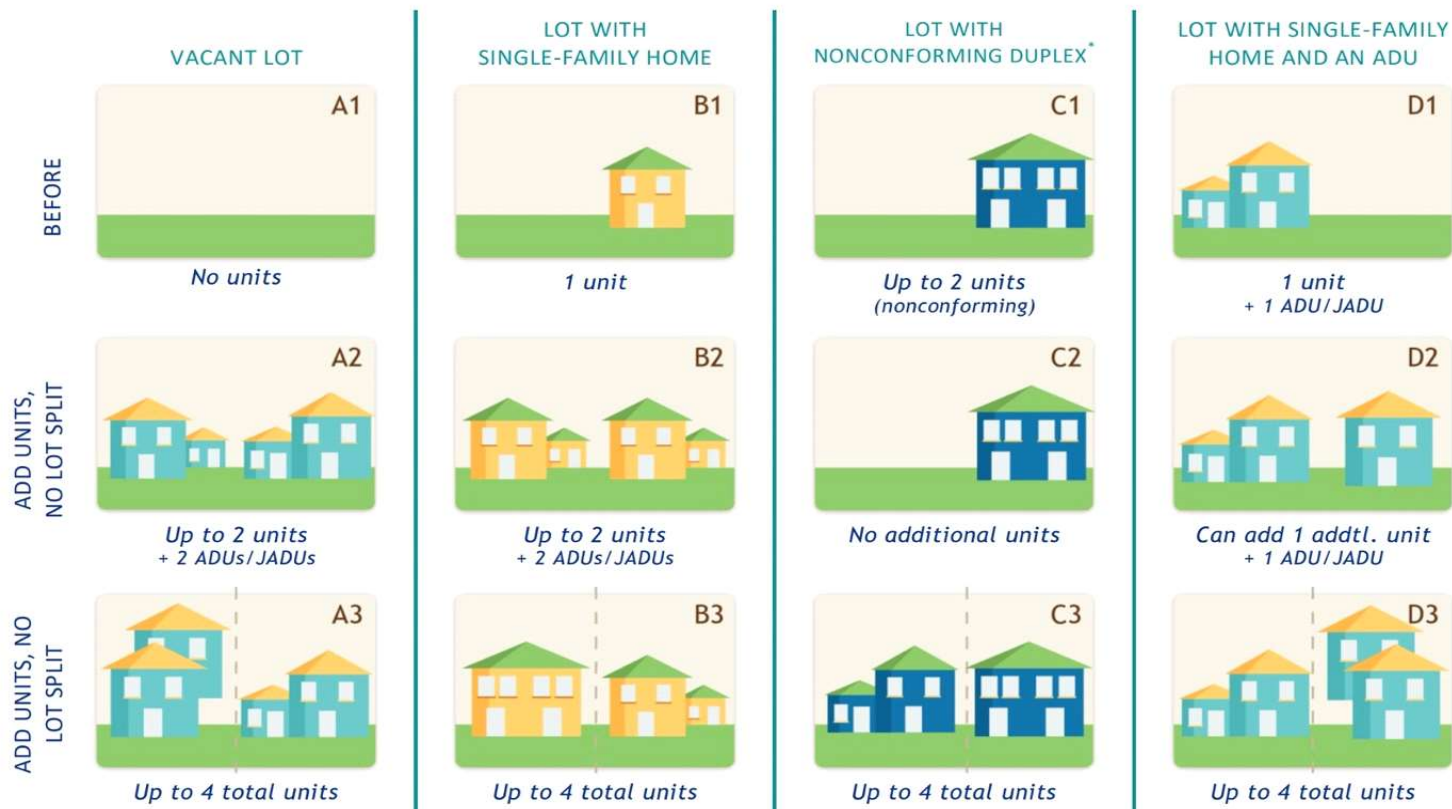 VACANT LOT
LOT WITH
SINGLE-FAMILY HOME
LOT WITH
NONCONFORMING DUPLEX*
LOT WITH SINGLE-FAMILY
HOME AND AN ADU
BEFORE
A1
No units
B1
1 unit
C1
Up to 2 units
(nonconforming)
D1
1 unit
+ 1 ADU/JADU
ADD UNITS,
NO LOT SPLIT
A2
Up to 2 units
+ 2 ADUs/JADUs
B2
Up to 2 units
+ 2 ADUs/JADUs
C2
No additional units
D2
Can add 1 addtl. unit
+ 1 ADU/JADU
ADD UNITS, NO
LOT SPLIT
A3
Up to 4 total units
B3
Up to 4 total units
C3
Up to 4 total units
D3
Up to 4 total units